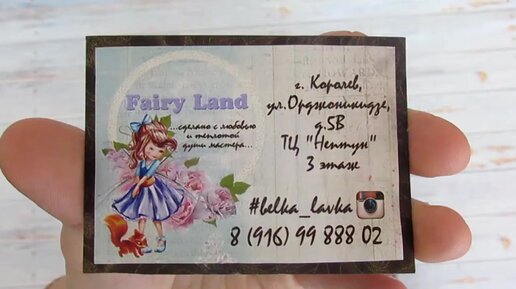 Fairy Land
...сделано с любовью
и теплотой
души мастера...
г. Королев,
ул.Орджоникидзе,
д.5В
ТЦ "Нептун"
3 этаж
#belka_lavka
8 (916) 99 888 02